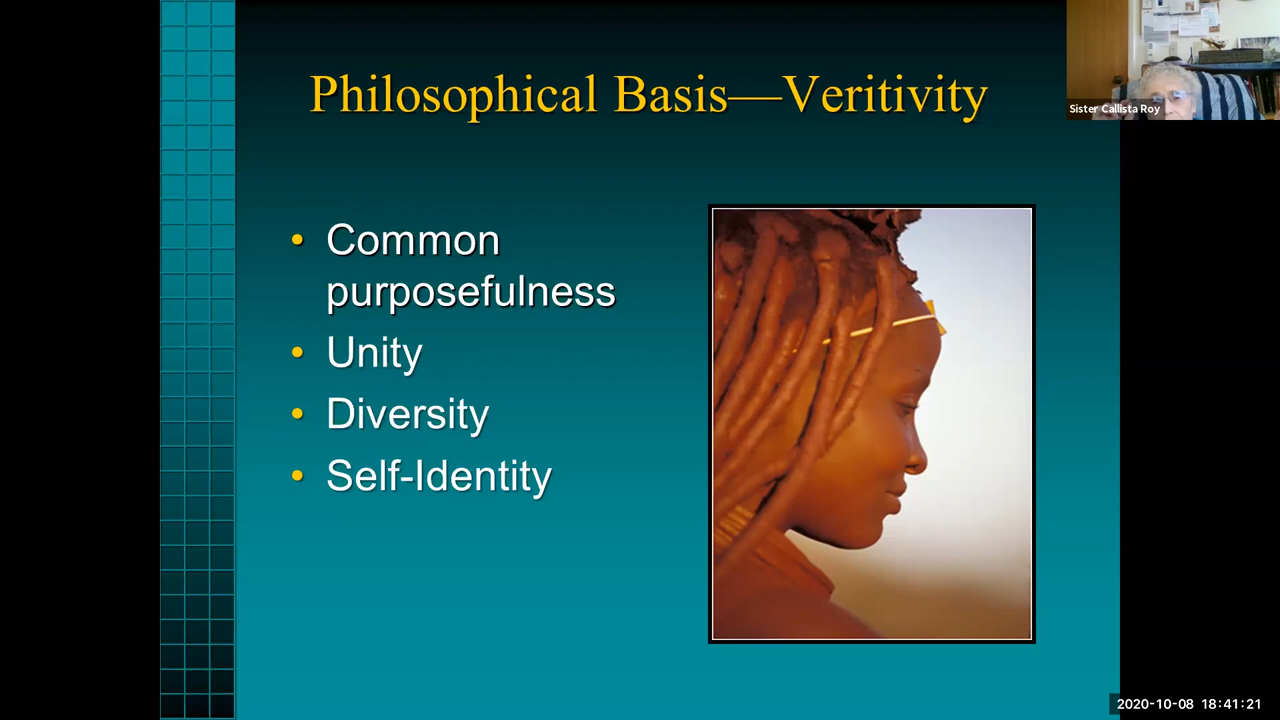 Philosophical Basis—Veritivity
Sister Callista Roy
• Common
purposefulness
• Unity
• Diversity
• Self-Identity
2020-10-08 18:41:21